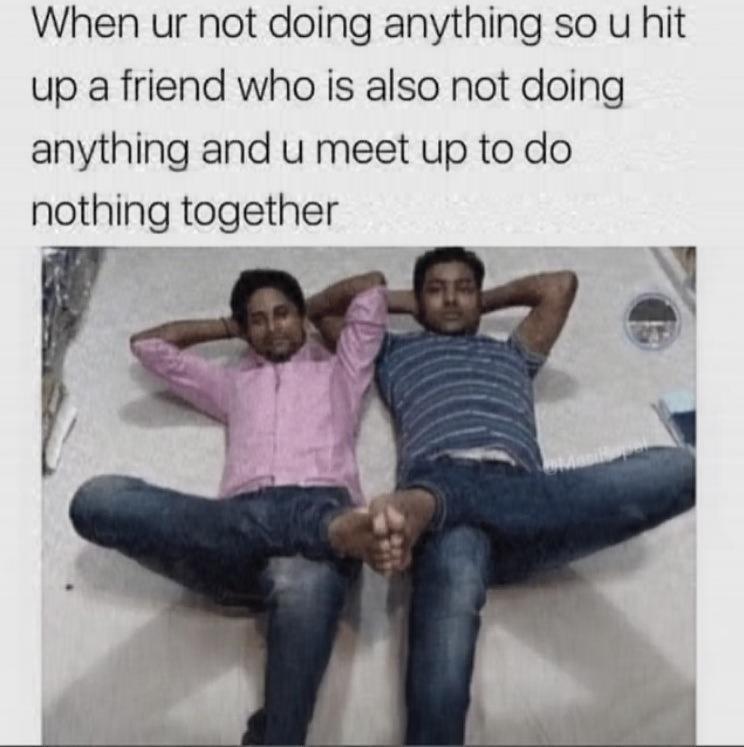 When ur not doing anything so u hit
up a friend who is also not doing
anything and u meet up to do
nothing together